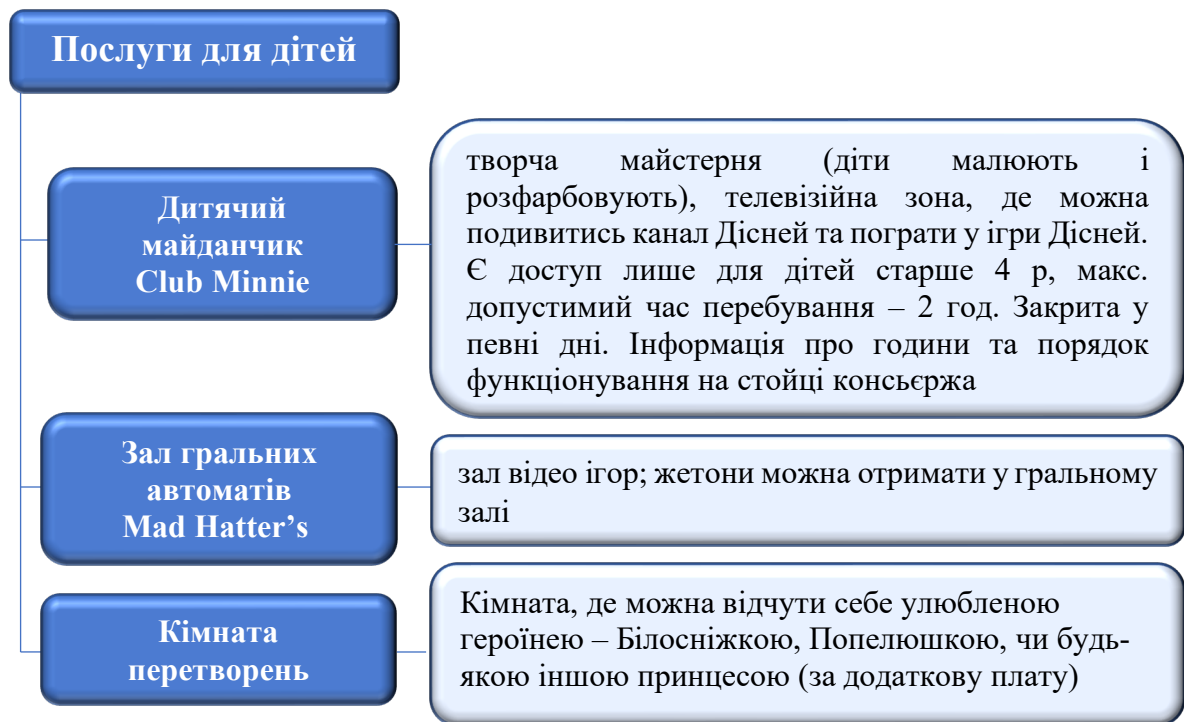 Послуги для дітей
Дитячий
майданчик
Club Minnie
творча майстерня (діти малюють і
розфарбовують), телевізійна зона, де можна
подивитись канал Дісней та пограти у ігри Дісней.
Є доступ лише для дітей старше 4 р, макс.
допустимий час перебування – 2 год. Закрита у
певні дні. Інформація про години та порядок
функціонування на стойці консьєржа
Зал гральних
автоматів
Mad Hatter’s
зал відео ігор; жетони можна отримати у гральному
залі
Кімната
перетворень
Кімната, де можна відчути себе улюбленою
героїнею – Білосніжкою, Попелюшкою, чи будь-
якою іншою принцесою (за додаткову плату)